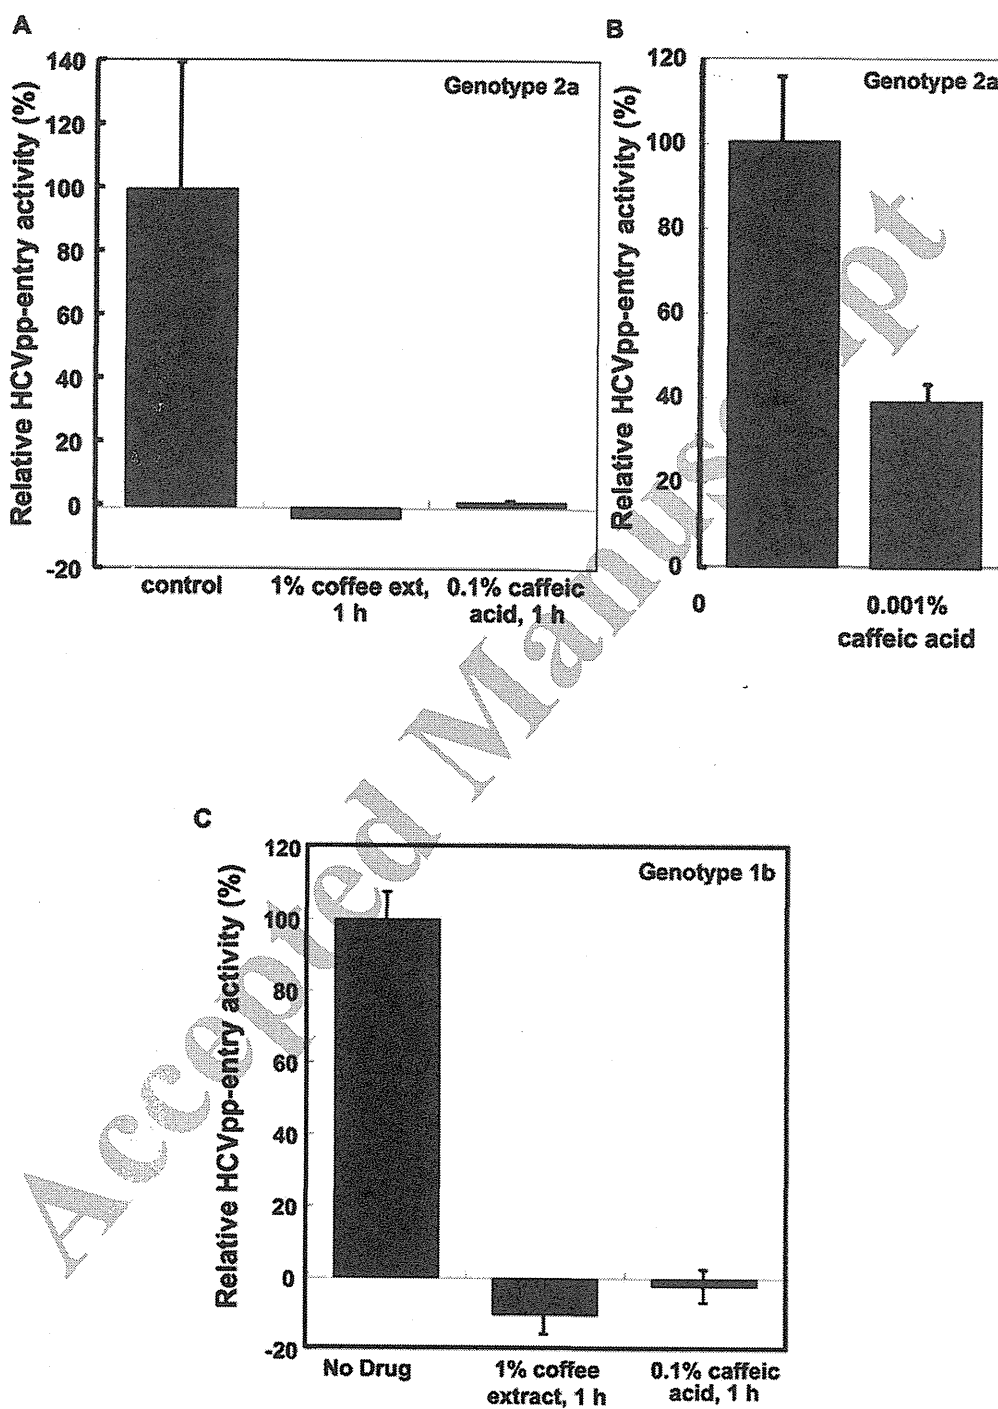 A
Relative HCVpp-entry activity (%)
140
120
100
80
60
40
20
0
-20
Genotype 2a
control
1% coffee ext,
1 h
0.1% caffeic
acid, 1 h
B
Relative HCVpp-entry activity (%)
120
100
80
60
40
20
0
Genotype 2a
0
0.001%
caffeic acid
C
Relative HCVpp-entry activity (%)
120
100
80
60
40
20
0
-20
Genotype 1b
No Drug
1% coffee
extract, 1 h
0.1% caffeic
acid, 1 h
Accepted Manuscript